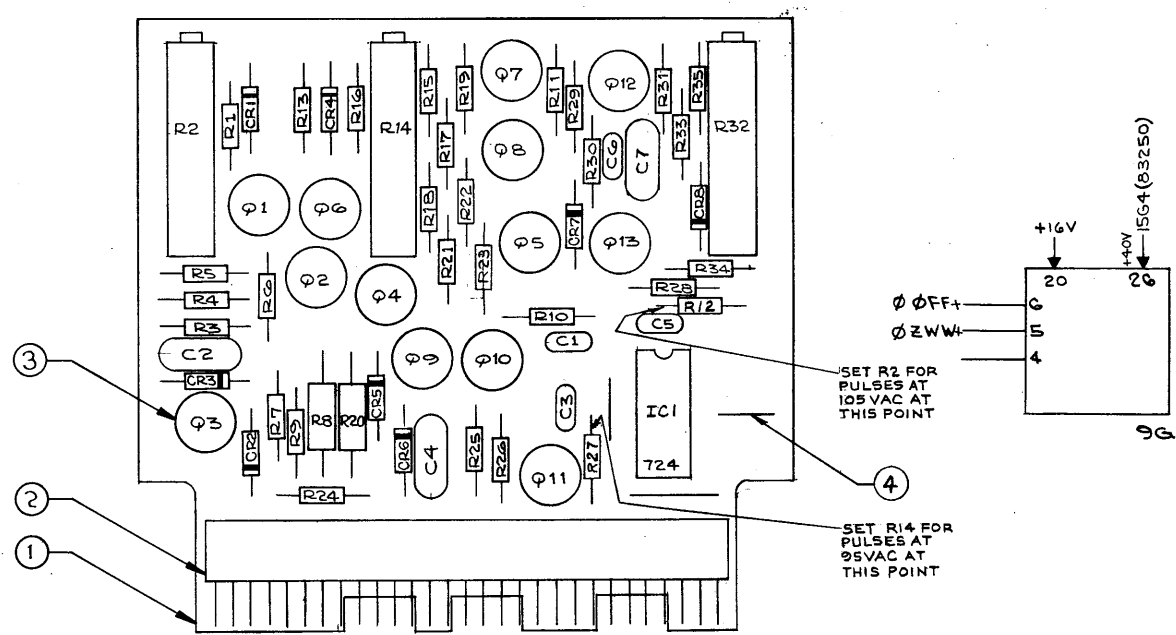 R2
R1
CR1
R13
CR4
R16
R14
R15
R19
Q7
R11
R29
Q12
R31
R35
R32
R17
Q8
R30
C6
C7
R33
Q1
Q6
R18
R22
Q5
CR7
Q13
CR8
R21
R23
R5
R4
R3
R6
Q2
Q4
R34
R28
R12
C5
R10
C1
C2
CR3
Q3
Q9
Q10
R7
R9
R8
R20
CR5
CR2
CR6
C4
R25
R26
C3
Q11
R27
IC1
724
R24
3
2
1
4
SET R2 FOR
PULSES AT
105 VAC AT
THIS POINT
SET R14 FOR
PULSES AT
95VAC AT
THIS POINT
+16V
+40V
15G4 (83250)
20
26
ØØFF+
6
ØZWW+
5
4
9G